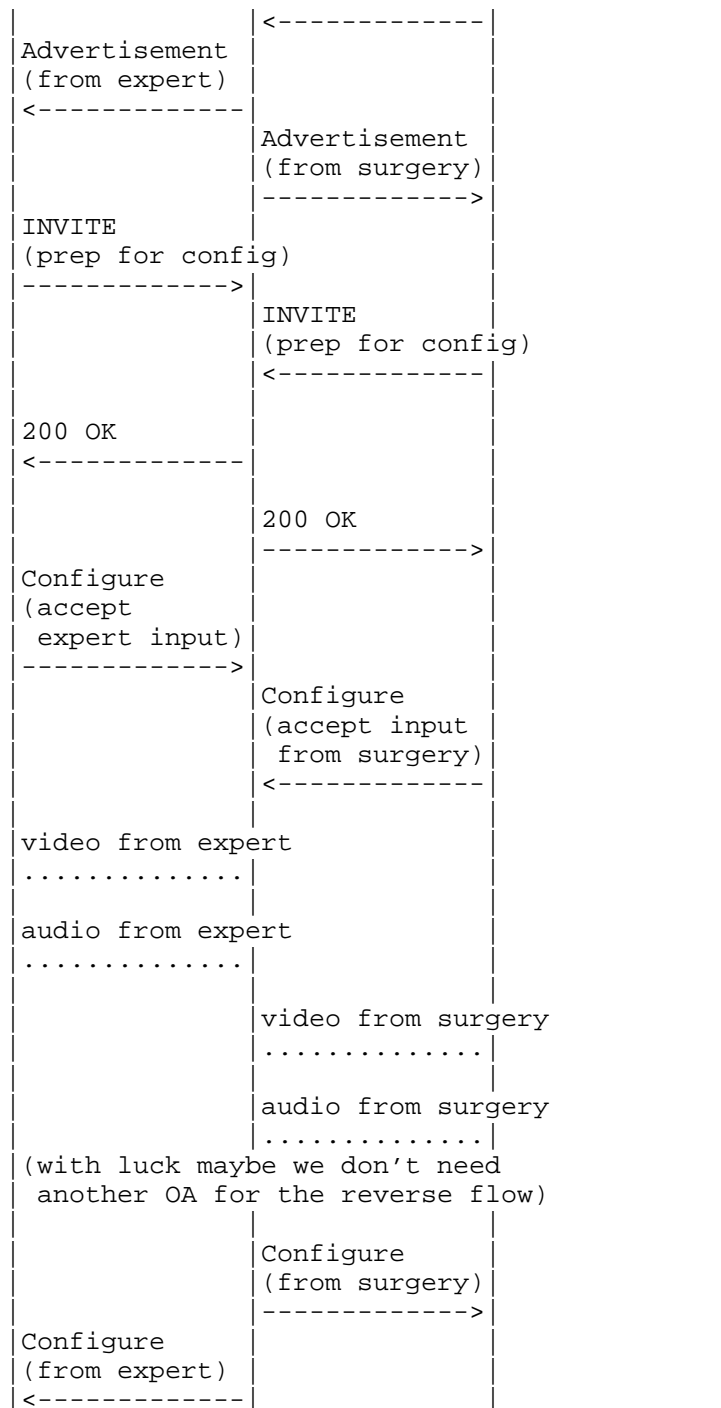 |             |<-------------|
|Advertisement |              |
|(from expert) |              |
|<-------------|              |
|              |Advertisement |
|              |(from surgery)|
|              |------------->|
|INVITE        |              |
|(prep for config)            |
|------------->|              |
|              |INVITE        |
|              |(prep for config)
|              |<-------------|
|              |              |
|200 OK        |              |
|<-------------|              |
|              |              |
|              |200 OK        |
|              |------------->|
|Configure     |              |
|(accept       |              |
| expert input)|              |
|------------->|              |
|              |Configure     |
|              |(accept input |
|              | from surgery)|
|              |<-------------|
|              |              |
|video from expert            |
|..............|              |
|              |              |
|audio from expert            |
|..............|              |
|              |              |
|              |video from surgery
|              |..............|
|              |              |
|              |audio from surgery
|              |..............|
|(with luck maybe we don't need
| another OA for the reverse flow)
|              |              |
|              |Configure     |
|              |(from surgery)|
|              |------------->|
|Configure     |              |
|(from expert) |              |
|<-------------|              |